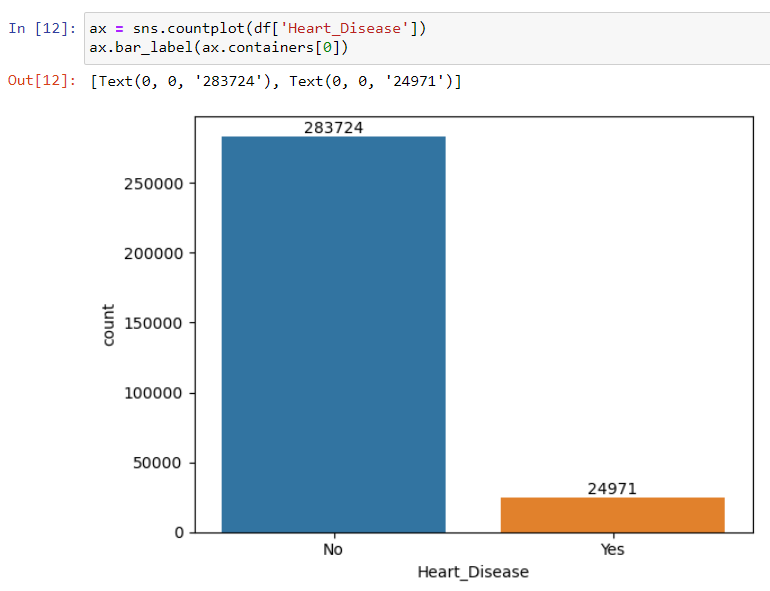 In [12]: ax = sns.countplot(df['Heart_Disease'])
ax.bar_label(ax.containers[0])
Out[12]: [Text(0, 0, '283724'), Text(0, 0, '24971')]
283724
250000
200000
150000
100000
50000
0
count
24971
No
Yes
Heart_Disease